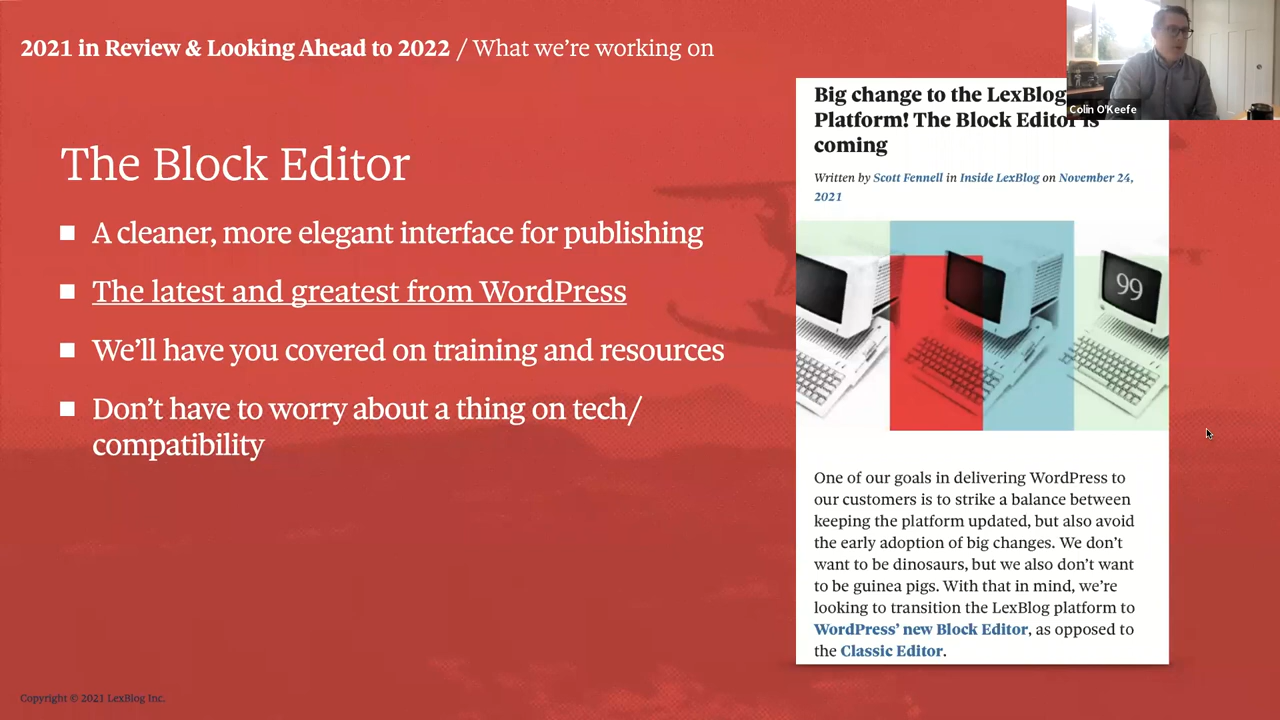 2021 in Review & Looking Ahead to 2022 / What we're working on
Colin O'Keefe
The Block Editor
A cleaner, more elegant interface for publishing
The latest and greatest from WordPress
We'll have you covered on training and resources
Don't have to worry about a thing on tech/
compatibility
Big change to the LexBlog
Platform! The Block Editor is
coming
Written by Scott Fennell in Inside LexBlog on November 24,
2021
99
One of our goals in delivering WordPress to
our customers is to strike a balance between
keeping the platform updated, but also avoid
the early adoption of big changes. We don't
want to be dinosaurs, but we also don't want
to be guinea pigs. With that in mind, we're
looking to transition the LexBlog platform to
WordPress' new Block Editor, as opposed to
the Classic Editor.
Copyright © 2021 LexBlog Inc.